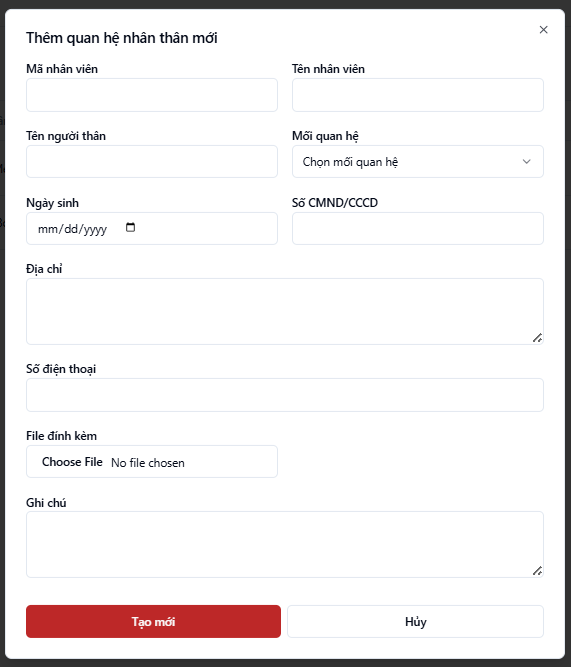 Thêm quan hệ nhân thân mới
Mã nhân viên
Tên nhân viên
Tên người thân
Mối quan hệ
Chọn mối quan hệ
Ngày sinh
Số CMND/CCCD
mm/dd/yyyy
Địa chỉ
Số điện thoại
File đính kèm
Choose File No file chosen
Ghi chú
Tạo mới
Hủy